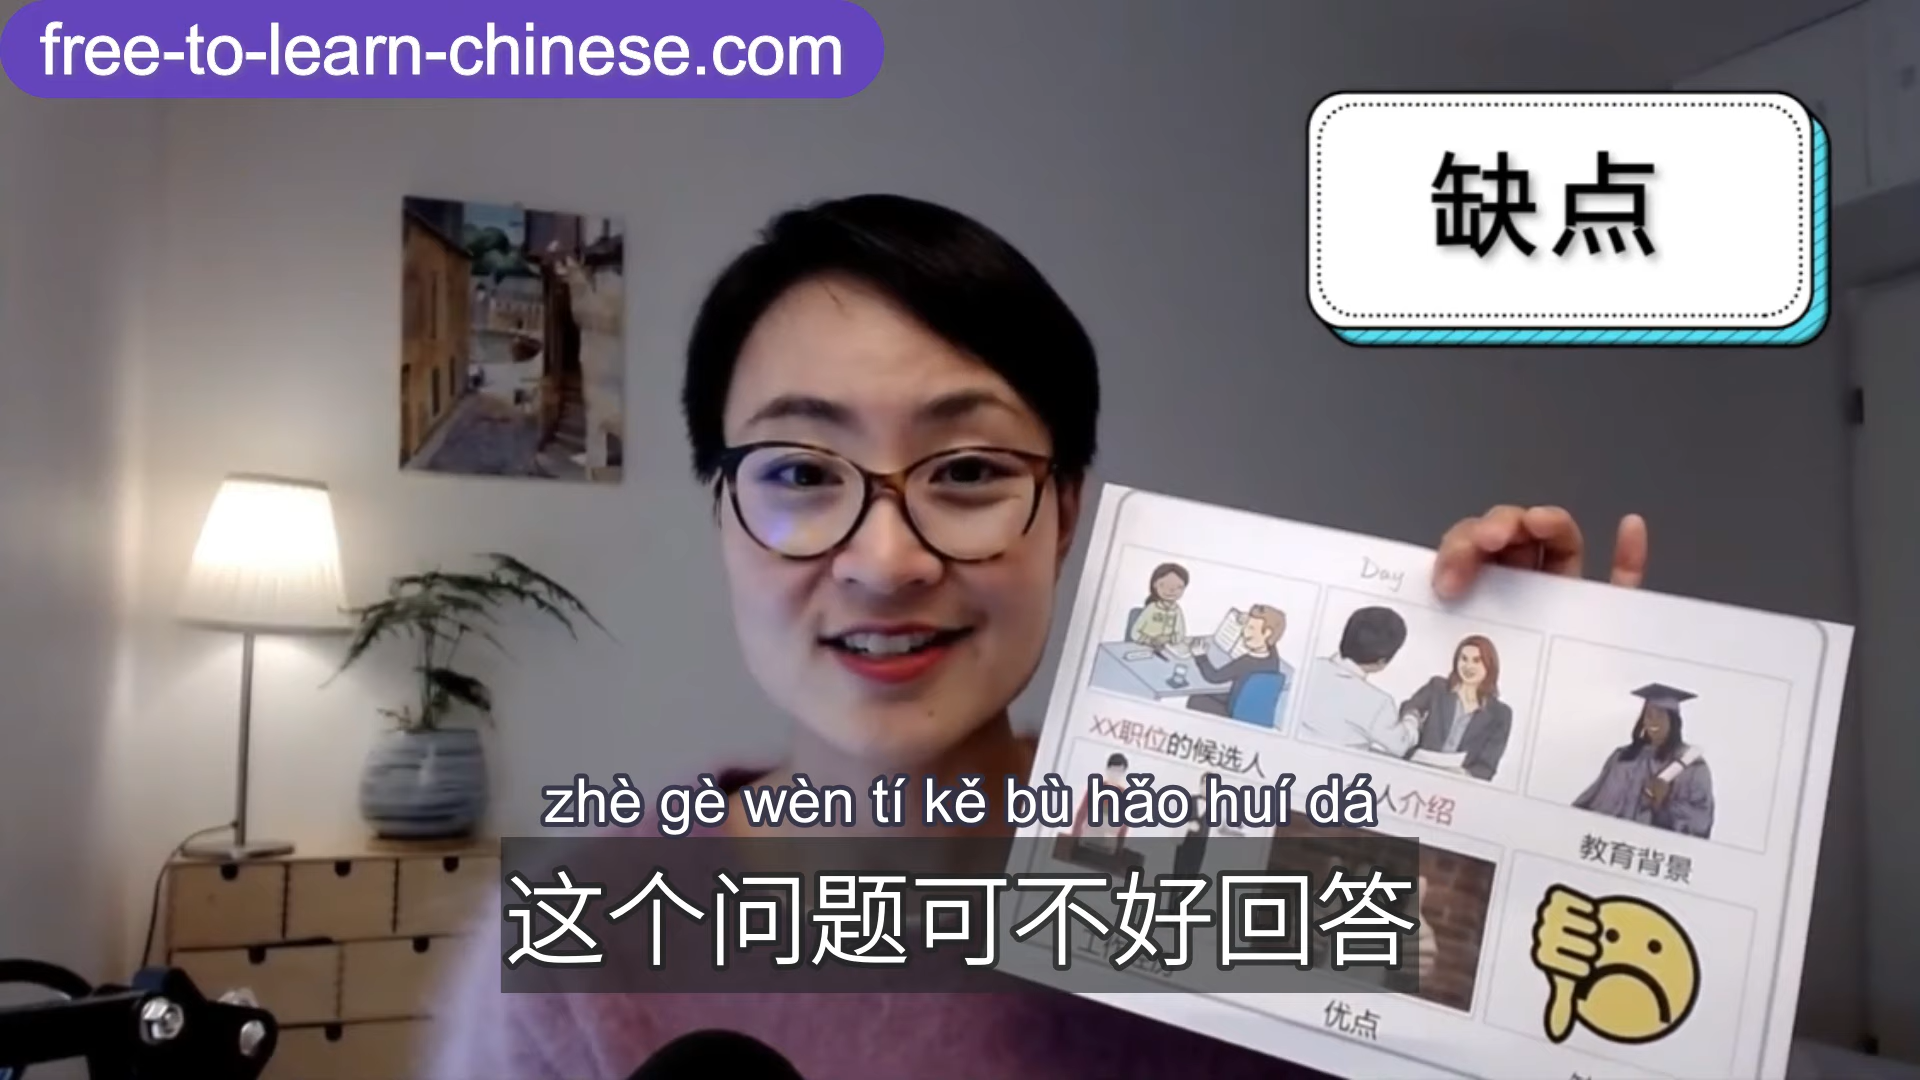 free-to-learn-chinese.com
缺点
Day
XX职位的候选人
人介绍
教育背景
zhè gè wèn tí kě bù hǎo huí dá
这个问题可不好回答
优点